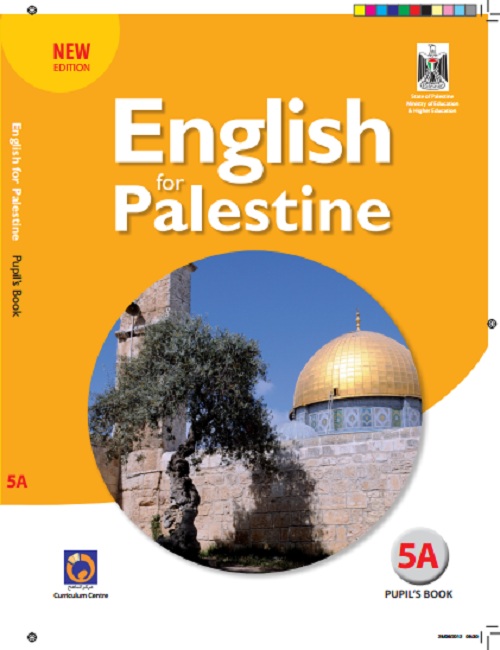 NEW
EDITION
State of Palestine
Ministry of Education
& Higher Education
English
for
Palestine
English for Palestine Pupil's Book
5A
5A
PUPIL'S BOOK
Curriculum Centre